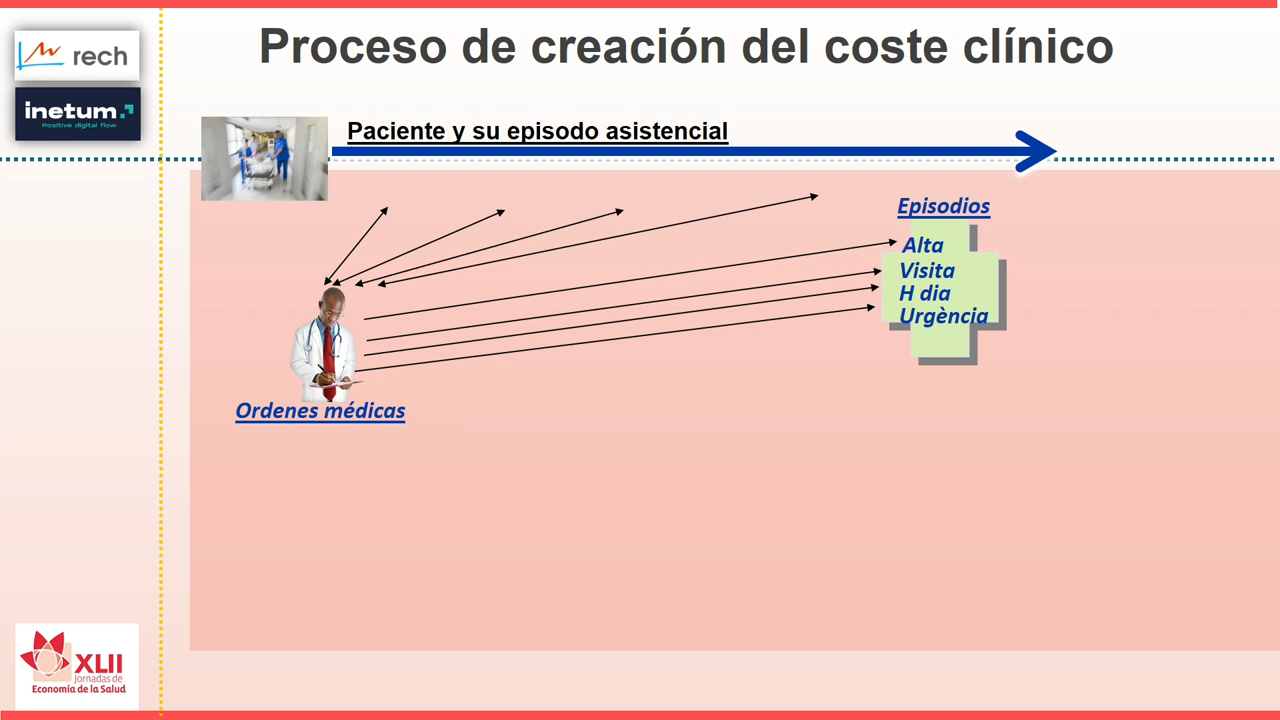 Proceso de creación del coste clínico
rech
inetum
Positive digital flow
Paciente y su episodo asistencial
Episodios
Alta
Visita
H dia
Urgència
Ordenes médicas
XLII
Jornadas de
Economía de la Salud